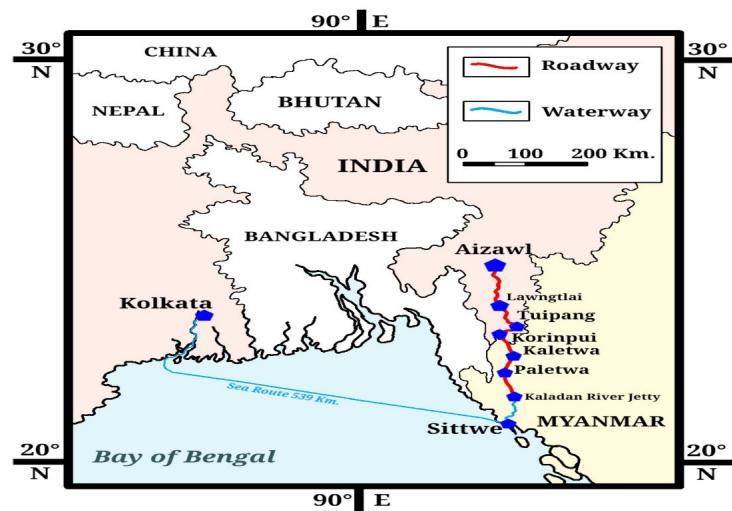 90° E
30° N
30° N
CHINA
NEPAL
BHUTAN
Roadway
Waterway
0 100 200 Km.
INDIA
BANGLADESH
Aizawl
Lawngtlai
Kolkata
Tuipang
Korinpui
Kaletwa
Paletwa
Sea Route 539 Km.
Kaladan River Jetty
Sittwe
MYANMAR
Bay of Bengal
20° N
20° N
90° E